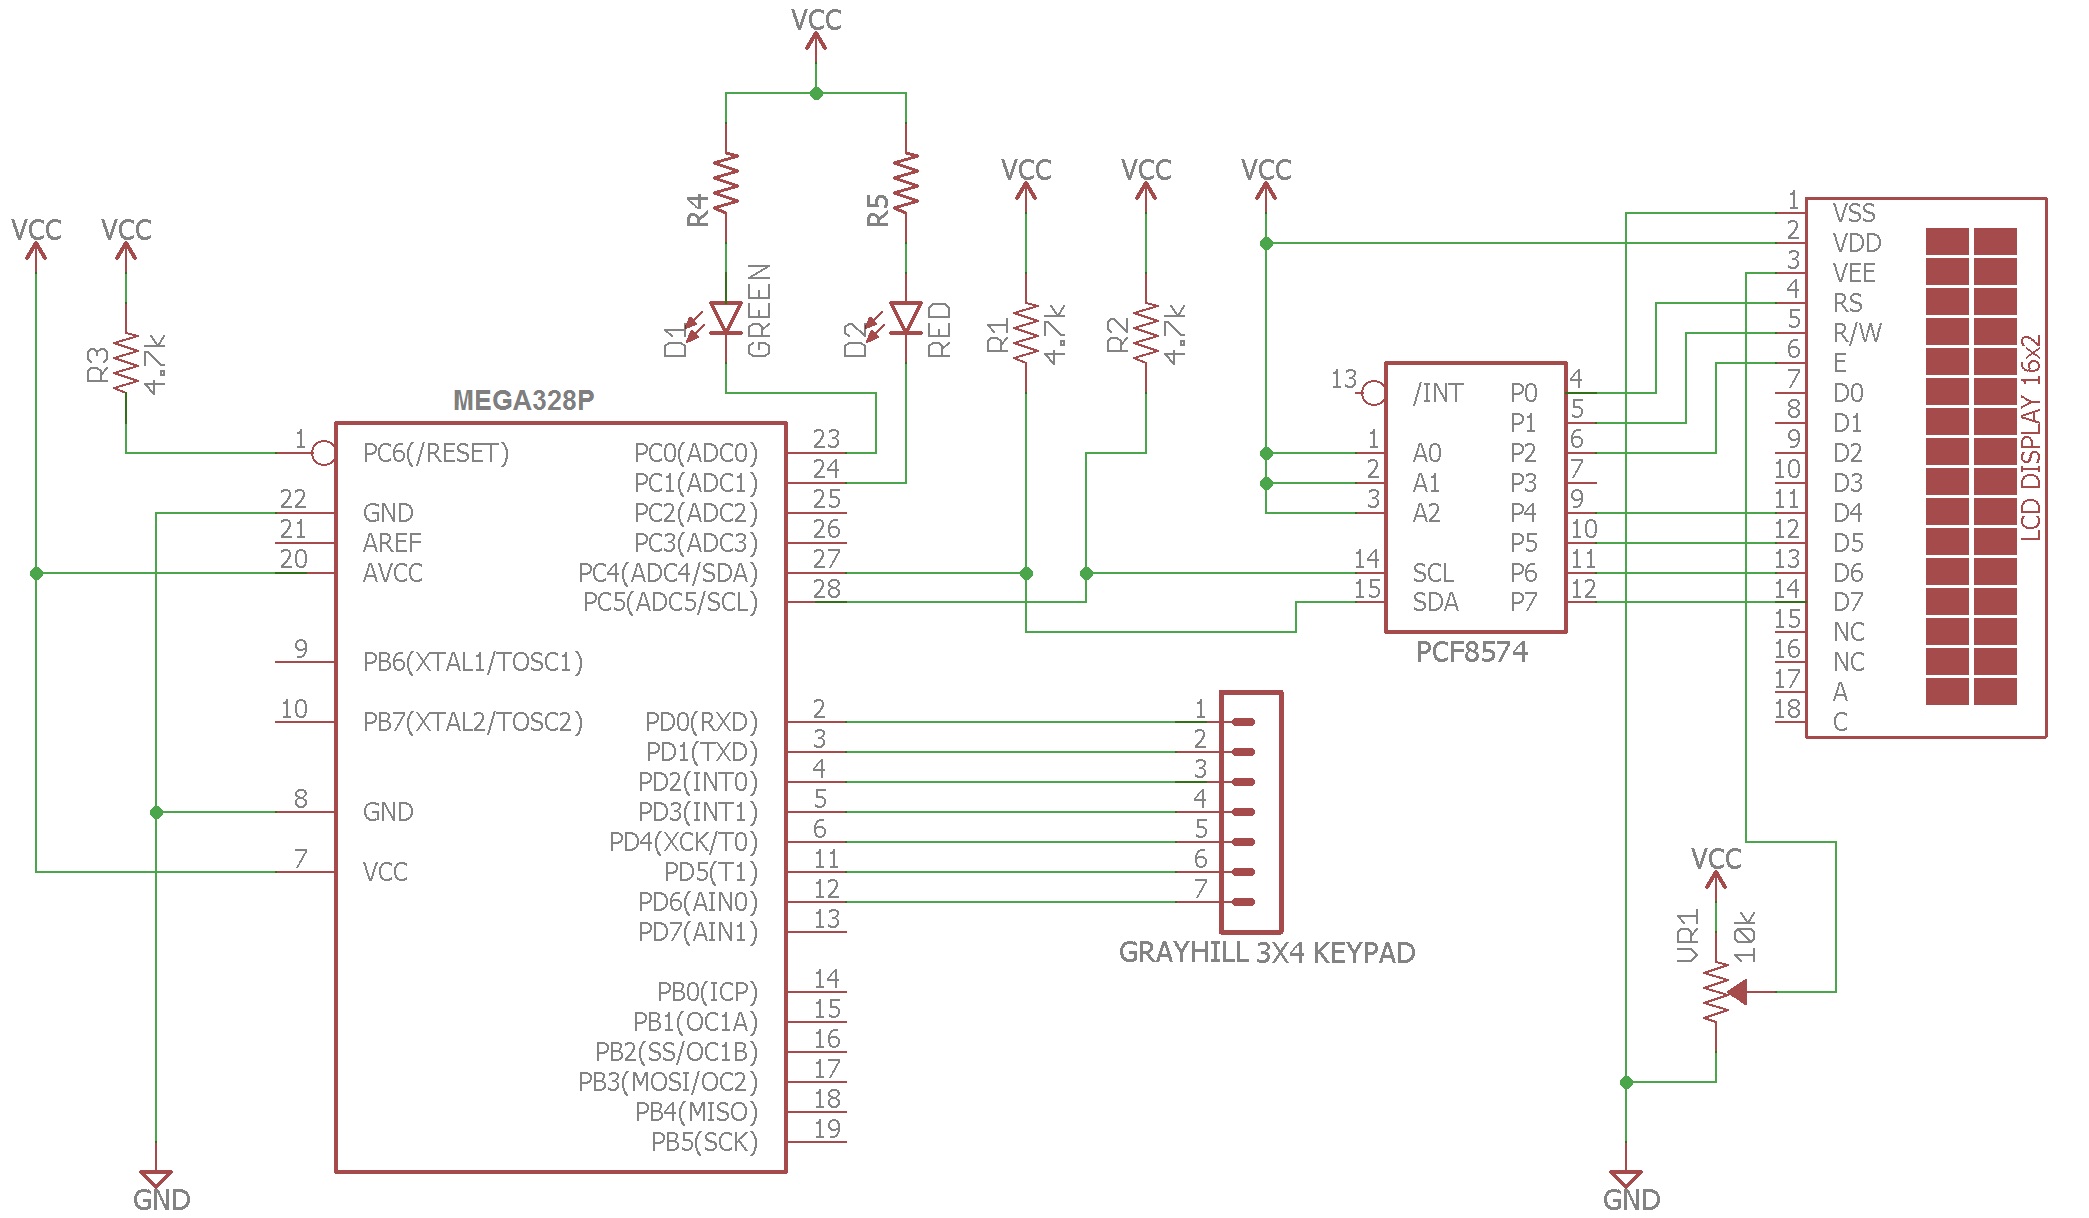 VCC
VCC
VCC
VCC
VCC
VCC
R3
4.7k
R4
R5
D1
GREEN
D2
RED
R1
4.7k
R2
4.7k
MEGA328P
1 PC6(/RESET)
22 GND
21 AREF
20 AVCC
9 PB6(XTAL1/TOSC1)
10 PB7(XTAL2/TOSC2)
8 GND
7 VCC
PC0(ADC0) 23
PC1(ADC1) 24
PC2(ADC2) 25
PC3(ADC3) 26
PC4(ADC4/SDA) 27
PC5(ADC5/SCL) 28
PD0(RXD) 2
PD1(TXD) 3
PD2(INT0) 4
PD3(INT1) 5
PD4(XCK/T0) 6
PD5(T1) 11
PD6(AIN0) 12
PD7(AIN1) 13
PB0(ICP) 14
PB1(OC1A) 15
PB2(SS/OC1B) 16
PB3(MOSI/OC2) 17
PB4(MISO) 18
PB5(SCK) 19
GND
1
2
3
4
5
6
7
GRAYHILL 3X4 KEYPAD
13 /INT
1 A0
2 A1
3 A2
14 SCL
15 SDA
P0 4
P1 5
P2 6
P3 7
P4 9
P5 10
P6 11
P7 12
PCF8574
1 VSS
2 VDD
3 VEE
4 RS
5 R/W
6 E
7 D0
8 D1
9 D2
10 D3
11 D4
12 D5
13 D6
14 D7
15 NC
16 NC
17 A
18 C
LCD DISPLAY 16x2
VCC
VR1
10k
GND